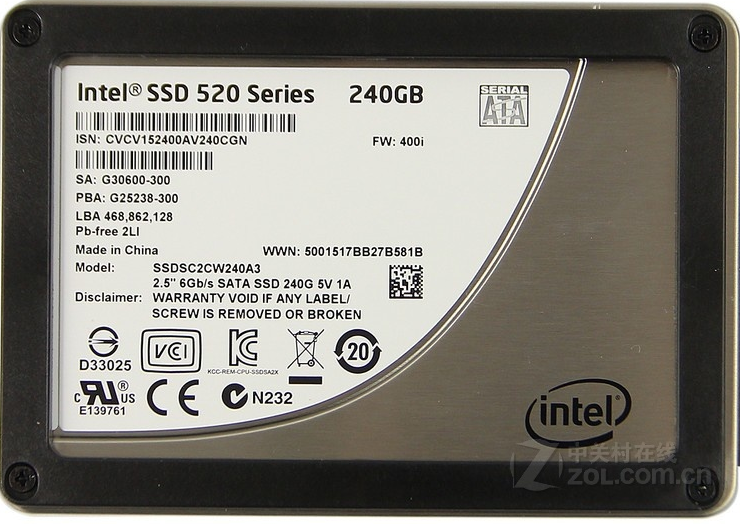 Intel® SSD 520 Series 240GB
SERIAL
ATA
ISN: CVCV152400AV240CGN FW: 400i
SA: G30600-300
PBA: G25238-300
LBA 468,862,128
Pb-free 2LI
Made in China WWN: 5001517BB27B581B
Model: SSDSC2CW240A3
2.5" 6Gb/s SATA SSD 240G 5V 1A
Disclaimer: WARRANTY VOID IF ANY LABEL/
SCREW IS REMOVED OR BROKEN
D33025
VCI
KCC-REM-CPU-SSDSA2X
20
c RU® US
E139761
CE
N232
intel
中关村在线
ZOL.COM.CN